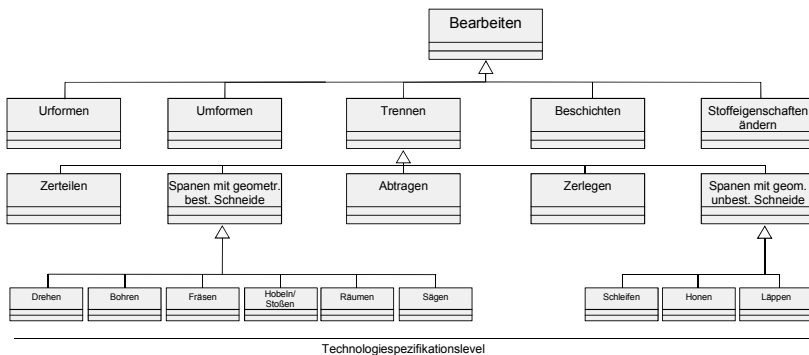 Bearbeiten
Urformen
Umformen
Trennen
Beschichten
Stoffeigenschaften
ändern
Zerteilen
Spanen mit geometr.
best. Schneide
Abtragen
Zerlegen
Spanen mit geom.
unbest. Schneide
Drehen
Bohren
Fräsen
Hobeln/
Stoßen
Räumen
Sägen
Schleifen
Honen
Läppen
Technologiespezifikationslevel